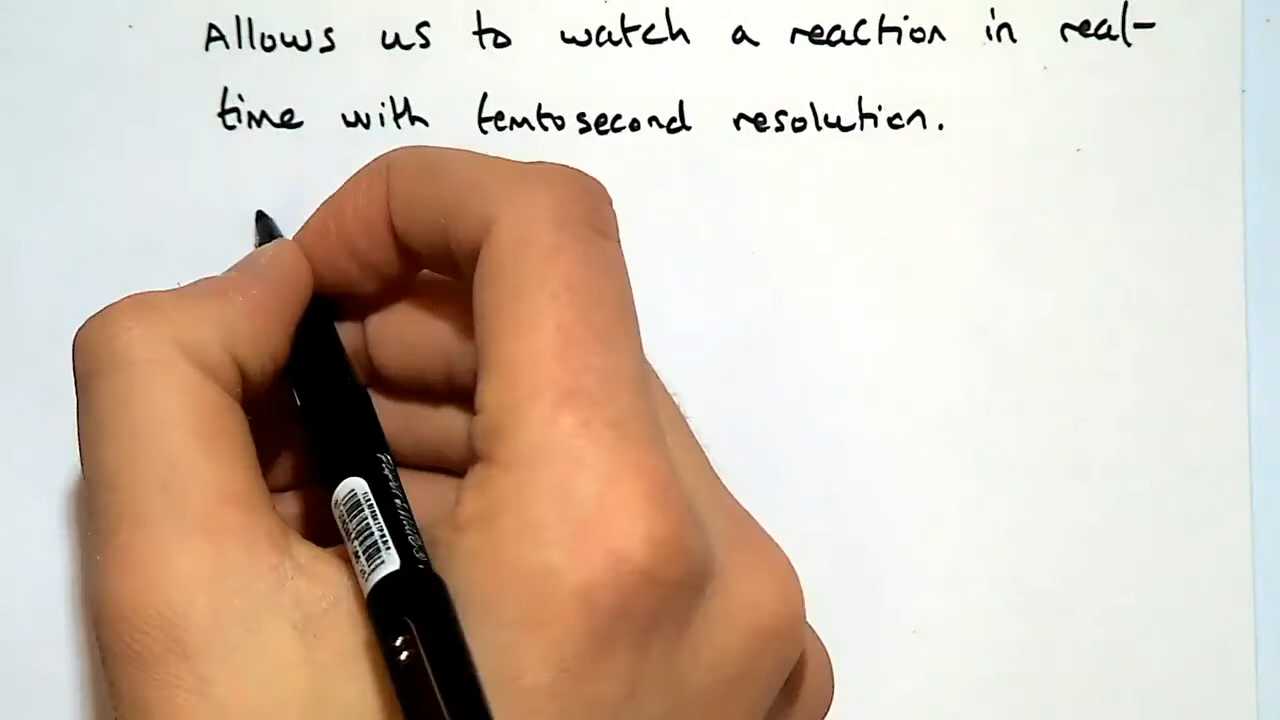 Allows us to watch a reaction in real-
time with femtosecond resolution.